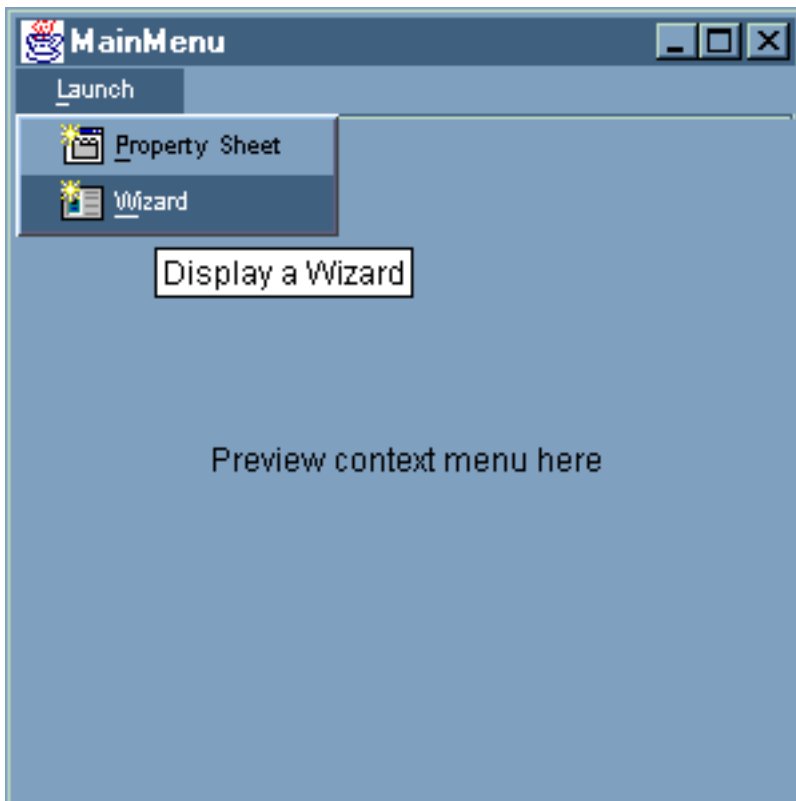 MainMenu
Launch
Property Sheet
Wizard
Display a Wizard
Preview context menu here